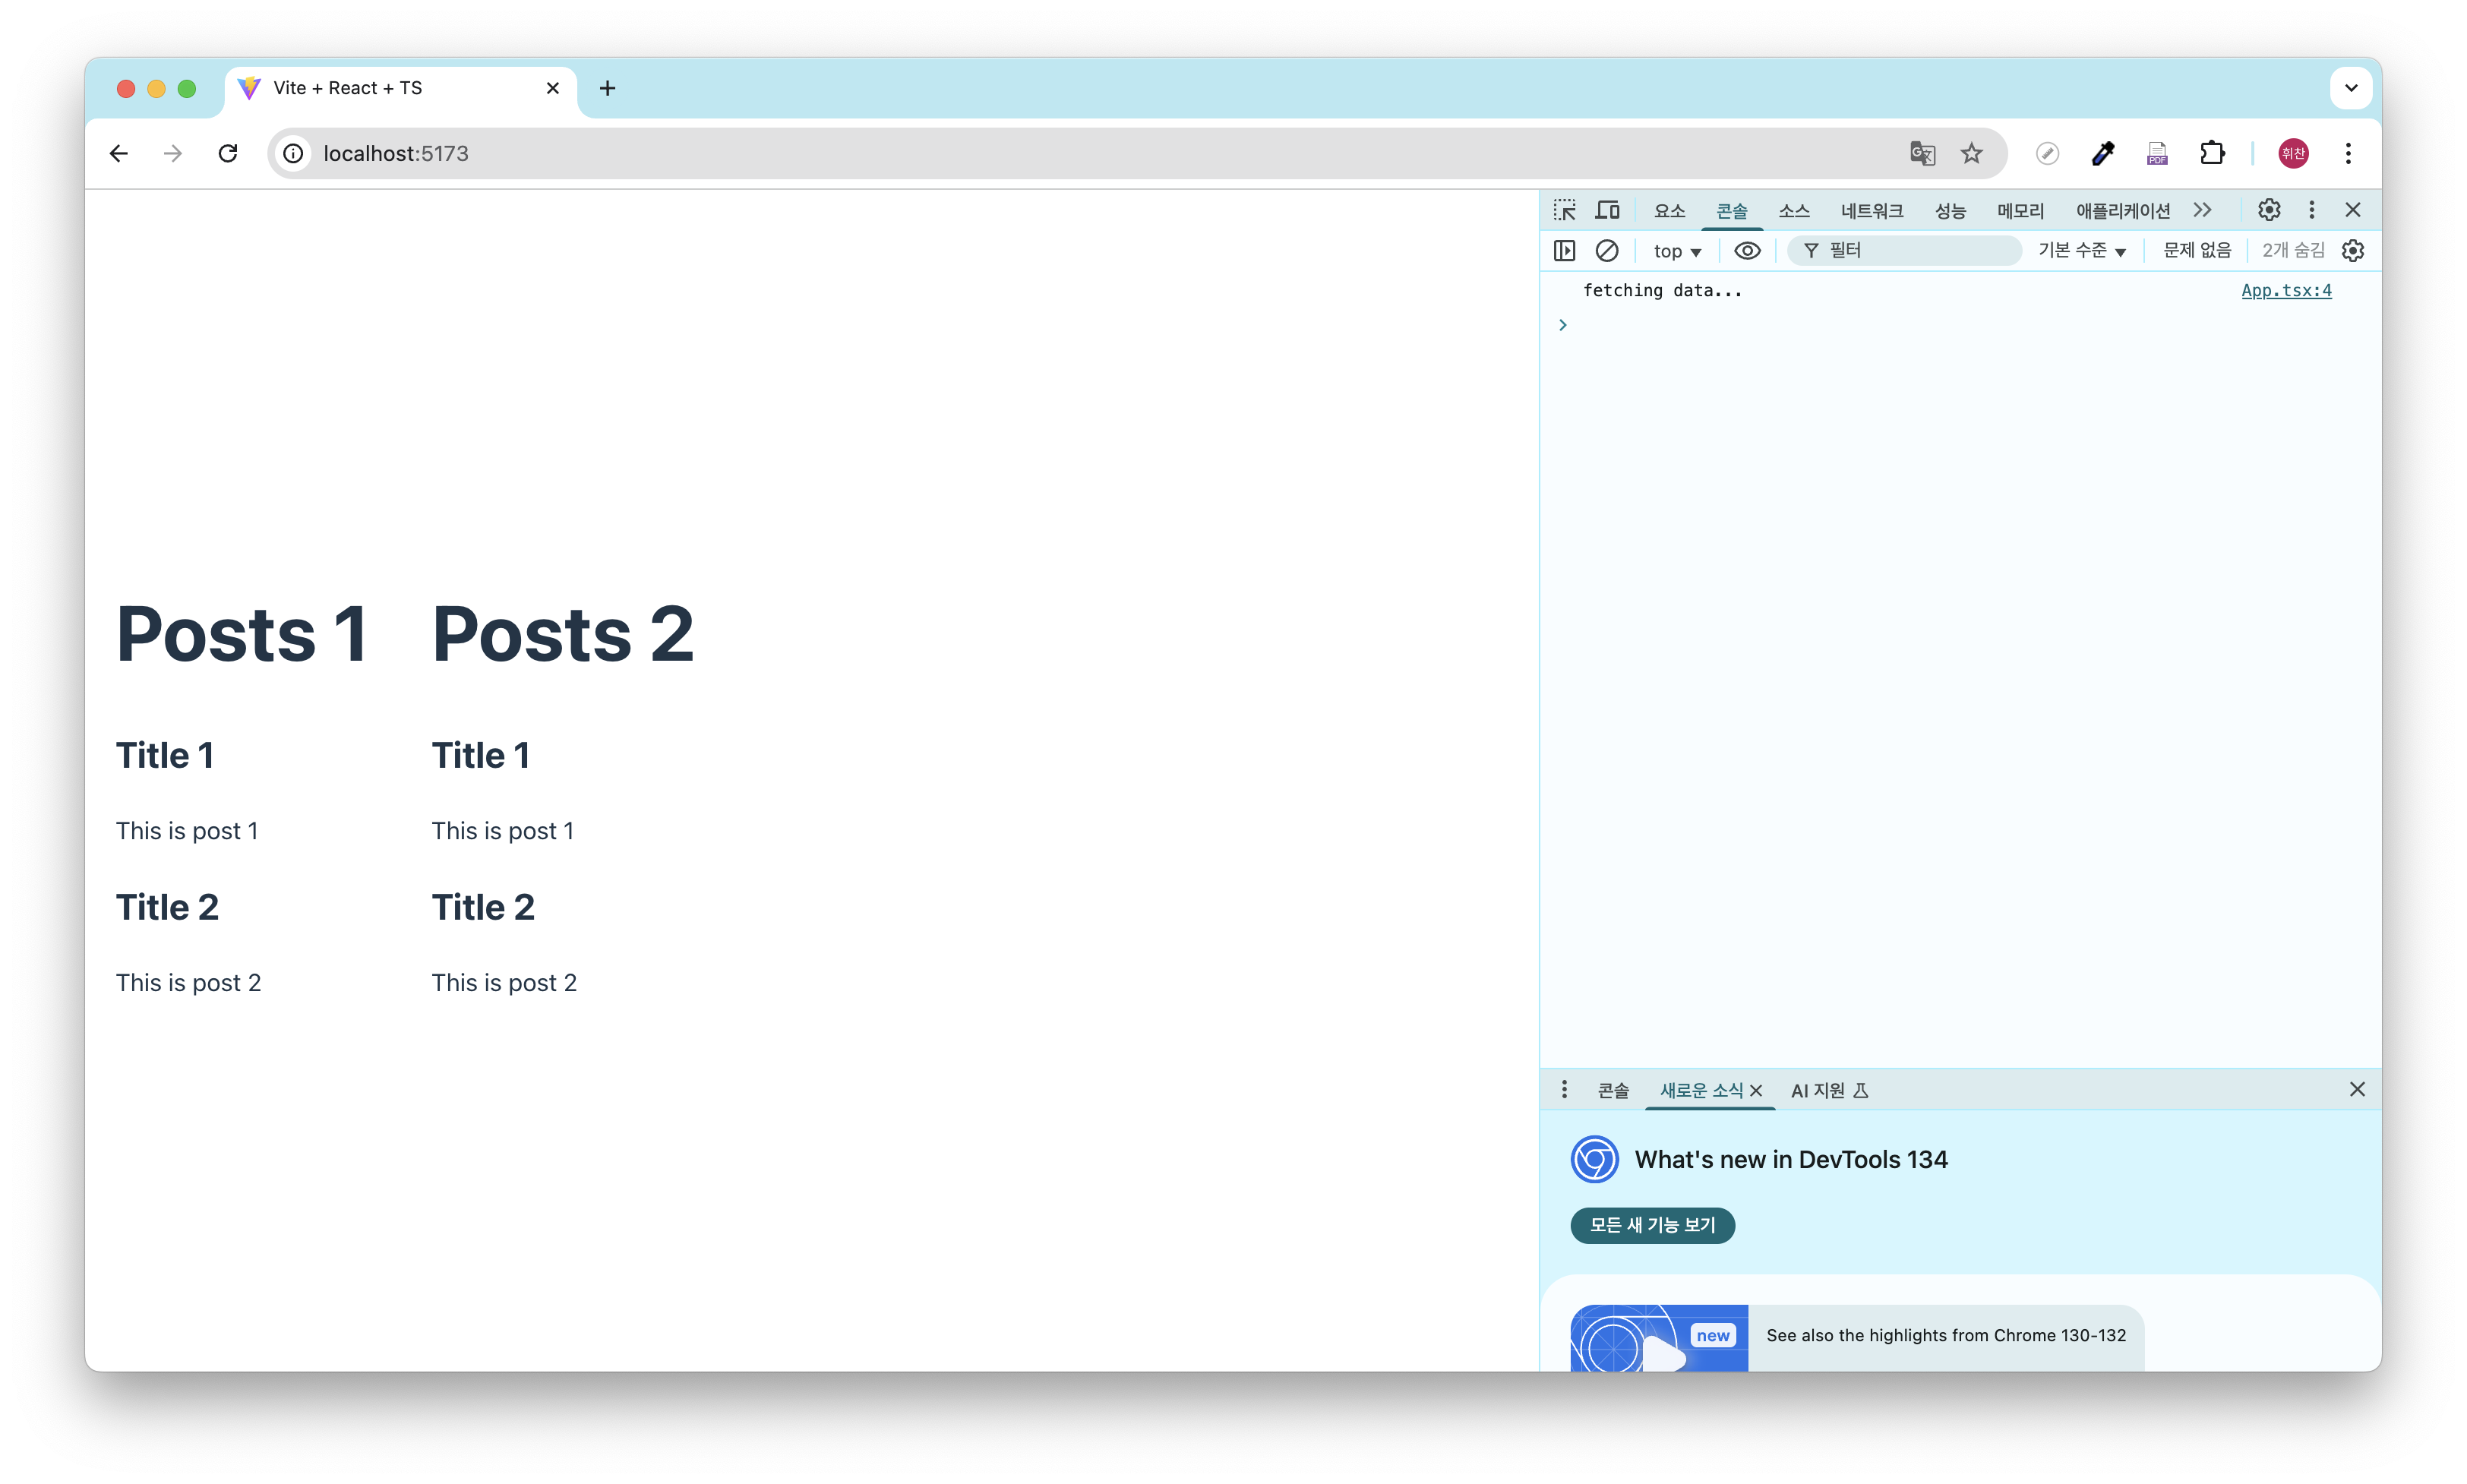 Vite + React + TS
localhost:5173
휘찬
PDF
요소 콘솔 소스 네트워크 성능 메모리 애플리케이션
top 필터 기본 수준 문제 없음 2개 숨김
fetching data... App.tsx:4
Posts 1 Posts 2
Title 1 Title 1
This is post 1 This is post 1
Title 2 Title 2
This is post 2 This is post 2
콘솔 새로운 소식 AI 지원
What's new in DevTools 134
모든 새 기능 보기
new See also the highlights from Chrome 130-132